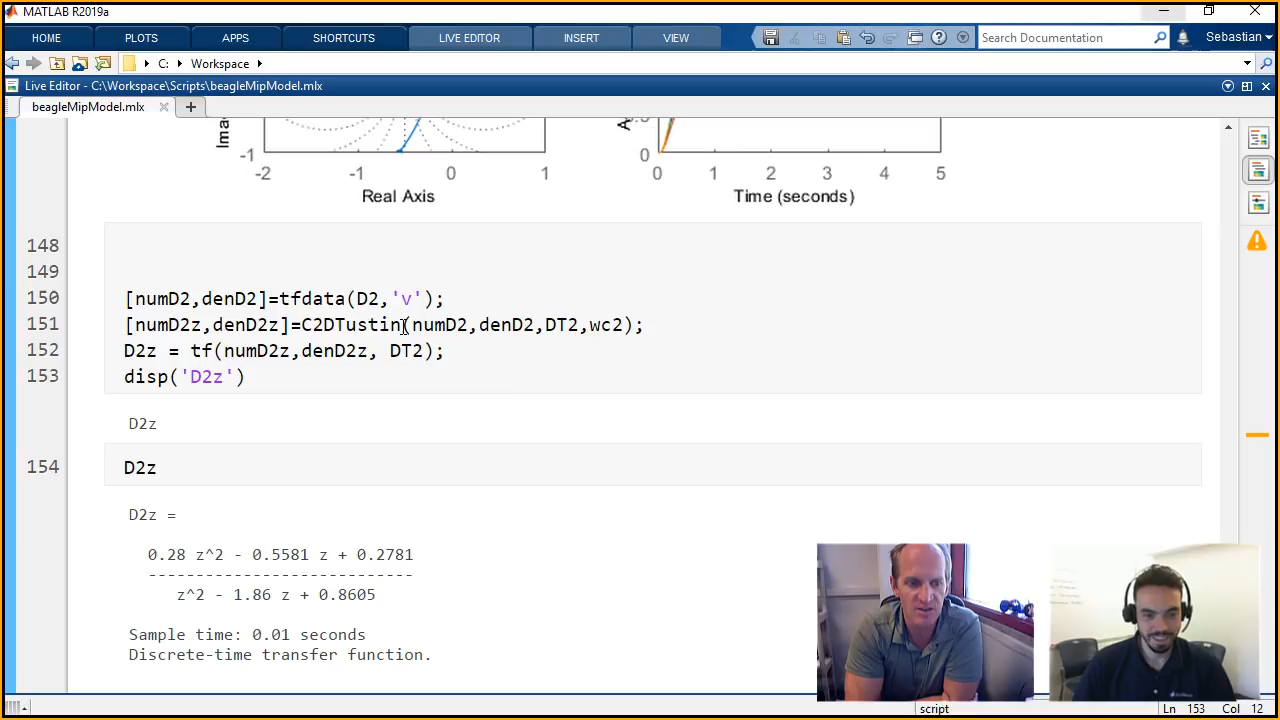 MATLAB R2019a
HOME PLOTS APPS SHORTCUTS LIVE EDITOR INSERT VIEW Search Documentation Sebastian
C: Workspace
Live Editor - C:\Workspace\Scripts\beagleMipModel.mlx
beagleMipModel.mlx
-1 0
-2 -1 0 1 0 1 2 3 4 5
Real Axis Time (seconds)
148
149
150 [numD2,denD2]=tfdata(D2,'v');
151 [numD2z,denD2z]=C2DTustin(numD2,denD2,DT2,wc2);
152 D2z = tf(numD2z,denD2z, DT2);
153 disp('D2z')
D2z
154 D2z
D2z =
0.28 z^2 - 0.5581 z + 0.2781
----------------------------
z^2 - 1.86 z + 0.8605
Sample time: 0.01 seconds
Discrete-time transfer function.
script Ln 153 Col 12